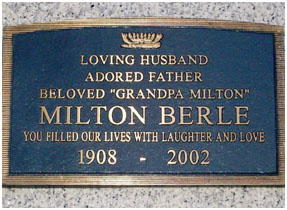 LOVING HUSBAND
ADORED FATHER
BELOVED "GRANDPA MILTON"
MILTON BERLE
YOU FILLED OUR LIVES WITH LAUGHTER AND LOVE
1908 - 2002